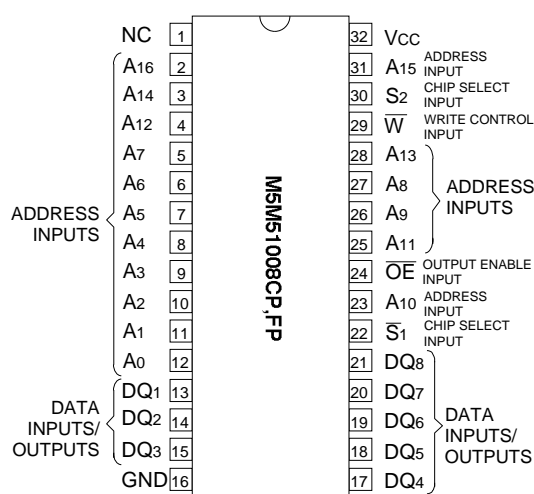 NC 1
A16 2
A14 3
A12 4
A7 5
A6 6
A5 7
A4 8
A3 9
A2 10
A1 11
A0 12
DQ1 13
DQ2 14
DQ3 15
GND 16
ADDRESS
INPUTS
DATA
INPUTS/
OUTPUTS
M5M51008CP,FP
32 VCC
31 A15 ADDRESS
INPUT
30 S2 CHIP SELECT
INPUT
29 W̅ WRITE CONTROL
INPUT
28 A13
27 A8
26 A9
25 A11
ADDRESS
INPUTS
24 O̅E̅ OUTPUT ENABLE
INPUT
23 A10 ADDRESS
INPUT
22 S̅1 CHIP SELECT
INPUT
21 DQ8
20 DQ7
19 DQ6
18 DQ5
17 DQ4
DATA
INPUTS/
OUTPUTS